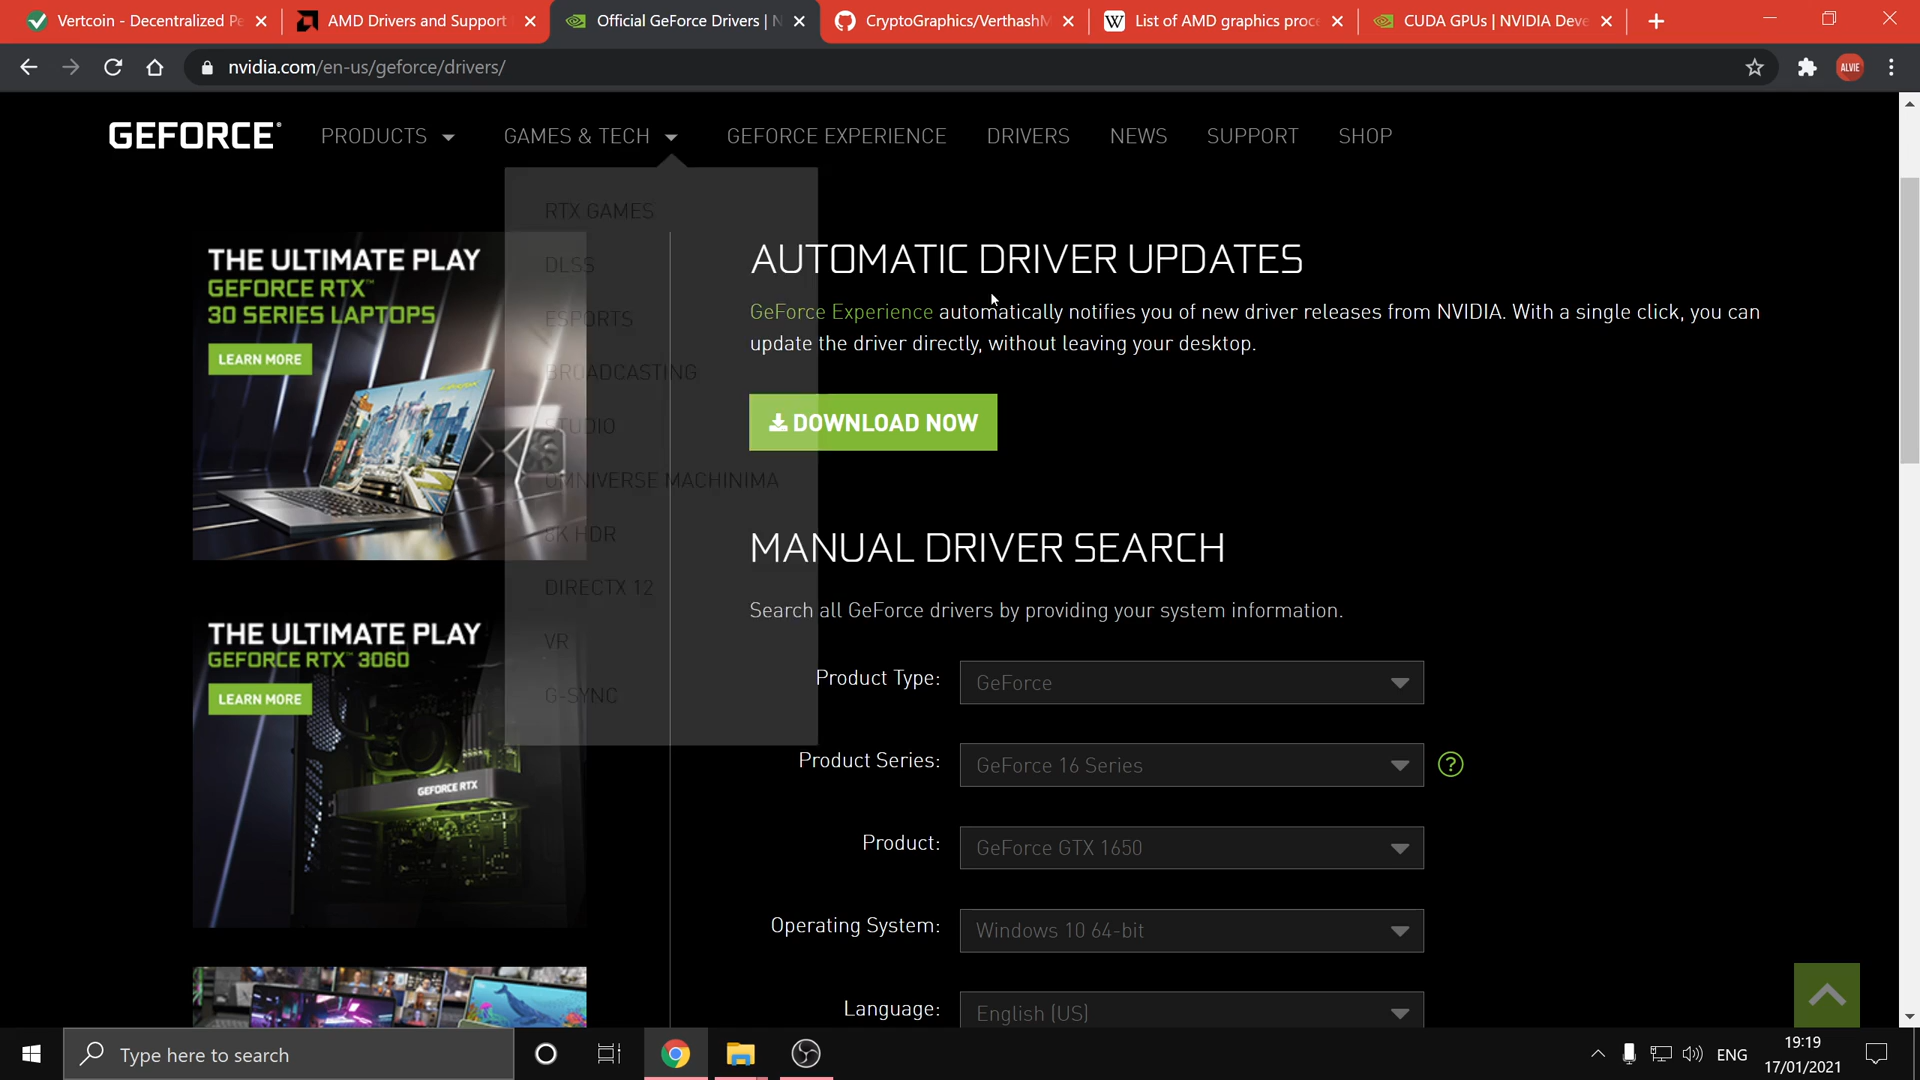 Vertcoin - Decentralized Pe
AMD Drivers and Support
Official GeForce Drivers | N
CryptoGraphics/VerthashM
List of AMD graphics proce
CUDA GPUs | NVIDIA Deve
nvidia.com/en-us/geforce/drivers/
ALVIE
GEFORCE®
PRODUCTS
GAMES & TECH
GEFORCE EXPERIENCE
DRIVERS
NEWS
SUPPORT
SHOP
RTX GAMES
DLSS
ESPORTS
BROADCASTING
STUDIO
OMNIVERSE MACHINIMA
8K HDR
DIRECTX 12
VR
G-SYNC
THE ULTIMATE PLAY
GEFORCE RTX™
30 SERIES LAPTOPS
LEARN MORE
THE ULTIMATE PLAY
GEFORCE RTX™ 3060
LEARN MORE
GEFORCE RTX
AUTOMATIC DRIVER UPDATES
GeForce Experience automatically notifies you of new driver releases from NVIDIA. With a single click, you can
update the driver directly, without leaving your desktop.
DOWNLOAD NOW
MANUAL DRIVER SEARCH
Search all GeForce drivers by providing your system information.
Product Type: GeForce
Product Series: GeForce 16 Series ?
Product: GeForce GTX 1650
Operating System: Windows 10 64-bit
Language: English (US)
Type here to search
ENG
19:19
17/01/2021